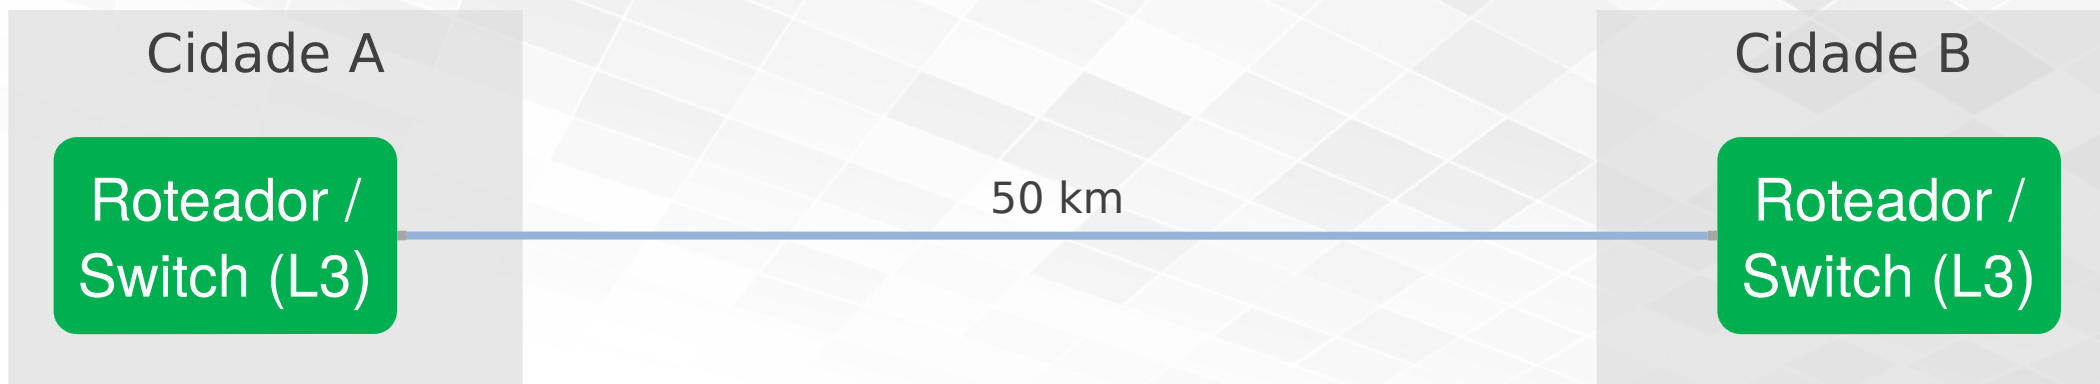 Cidade A
Cidade B
Roteador /
Switch (L3)
50 km
Roteador /
Switch (L3)